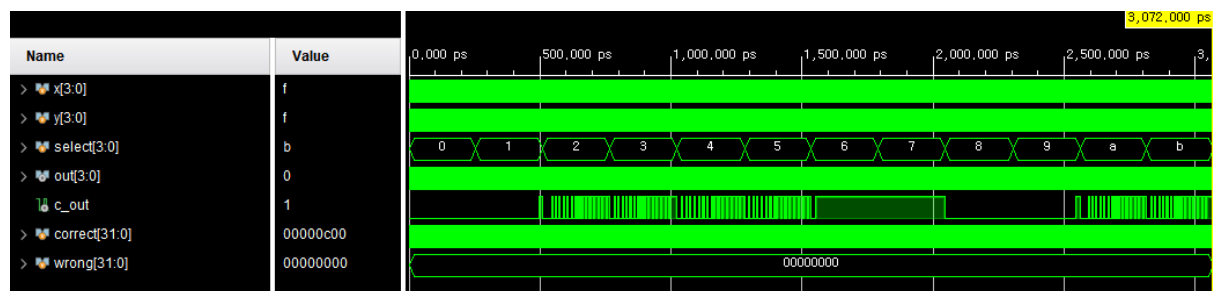 3,072.000 ps
Name Value 0.000 ps 500.000 ps 1,000.000 ps 1,500.000 ps 2,000.000 ps 2,500.000 ps 3,
> x[3:0] f
> y[3:0] f
> select[3:0] b 0 1 2 3 4 5 6 7 8 9 a b
> out[3:0] 0
c_out 1
> correct[31:0] 00000c00
> wrong[31:0] 00000000 00000000